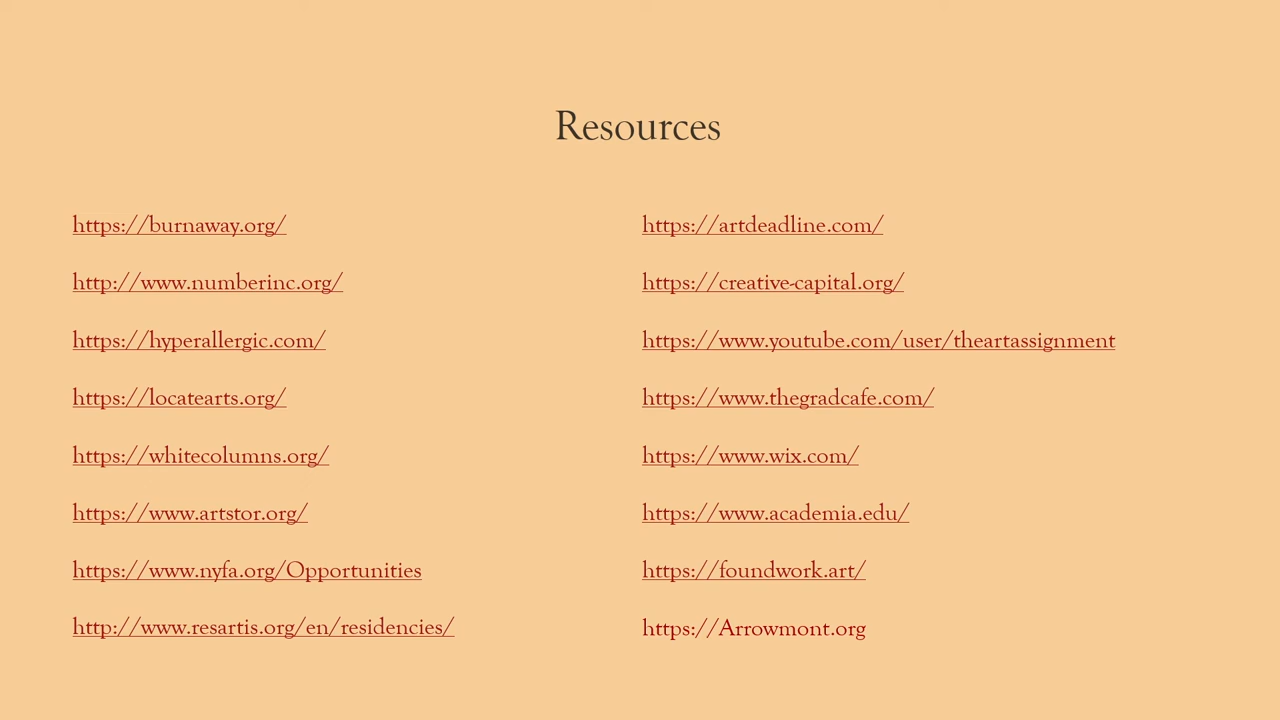 Resources
https://burnaway.org/
http://www.numberinc.org/
https://hyperallergic.com/
https://locatearts.org/
https://whitecolumns.org/
https://www.artstor.org/
https://www.nyfa.org/Opportunities
http://www.resartis.org/en/residencies/
https://artdeadline.com/
https://creative-capital.org/
https://www.youtube.com/user/theartassignment
https://www.thegradcafe.com/
https://www.wix.com/
https://www.academia.edu/
https://foundwork.art/
https://Arrowmont.org